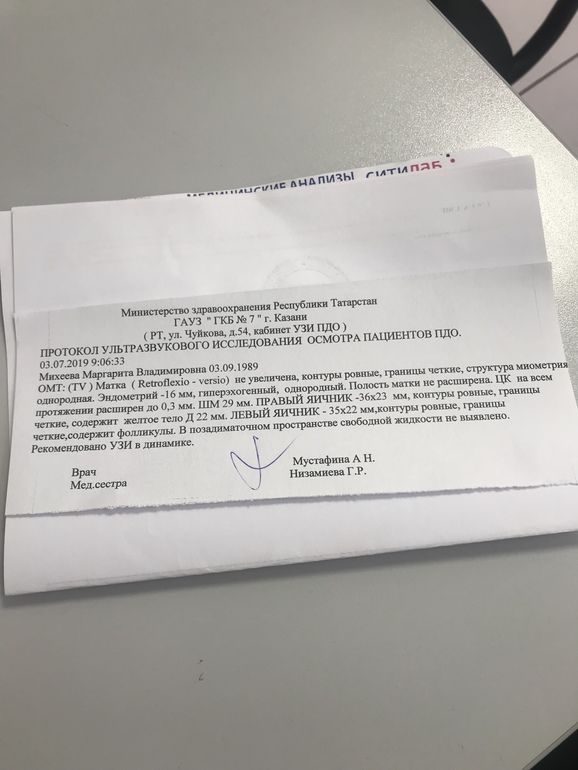 МЕДИЦИНСКИЕ АНАЛИЗЫ СИТИЛАБ
Министерство здравоохранения Республики Татарстан
ГАУЗ " ГКБ № 7 " г. Казани
( РТ, ул. Чуйкова, д.54, кабинет УЗИ ПДО )
ПРОТОКОЛ УЛЬТРАЗВУКОВОГО ИССЛЕДОВАНИЯ ОСМОТРА ПАЦИЕНТОВ ПДО.
03.07.2019 9:06:33
Михеева Маргарита Владимировна 03.09.1989
ОМТ: (TV ) Матка ( Retroflexio - versio) не увеличена, контуры ровные, границы четкие, структура миометрия
однородная. Эндометрий -16 мм, гиперэхогенный, однородный. Полость матки не расширена. ЦК на всем
протяжении расширен до 0,3 мм. ШМ 29 мм. ПРАВЫЙ ЯИЧНИК -36х23 мм, контуры ровные, границы
четкие, содержит желтое тело Д 22 мм. ЛЕВЫЙ ЯИЧНИК - 35х22 мм,контуры ровные, границы
четкие,содержит фолликулы. В позадиматочном пространстве свободной жидкости не выявлено.
Рекомендовано УЗИ в динамике.
Врач Мустафина А Н.
Мед.сестра Низамиева Г.Р.